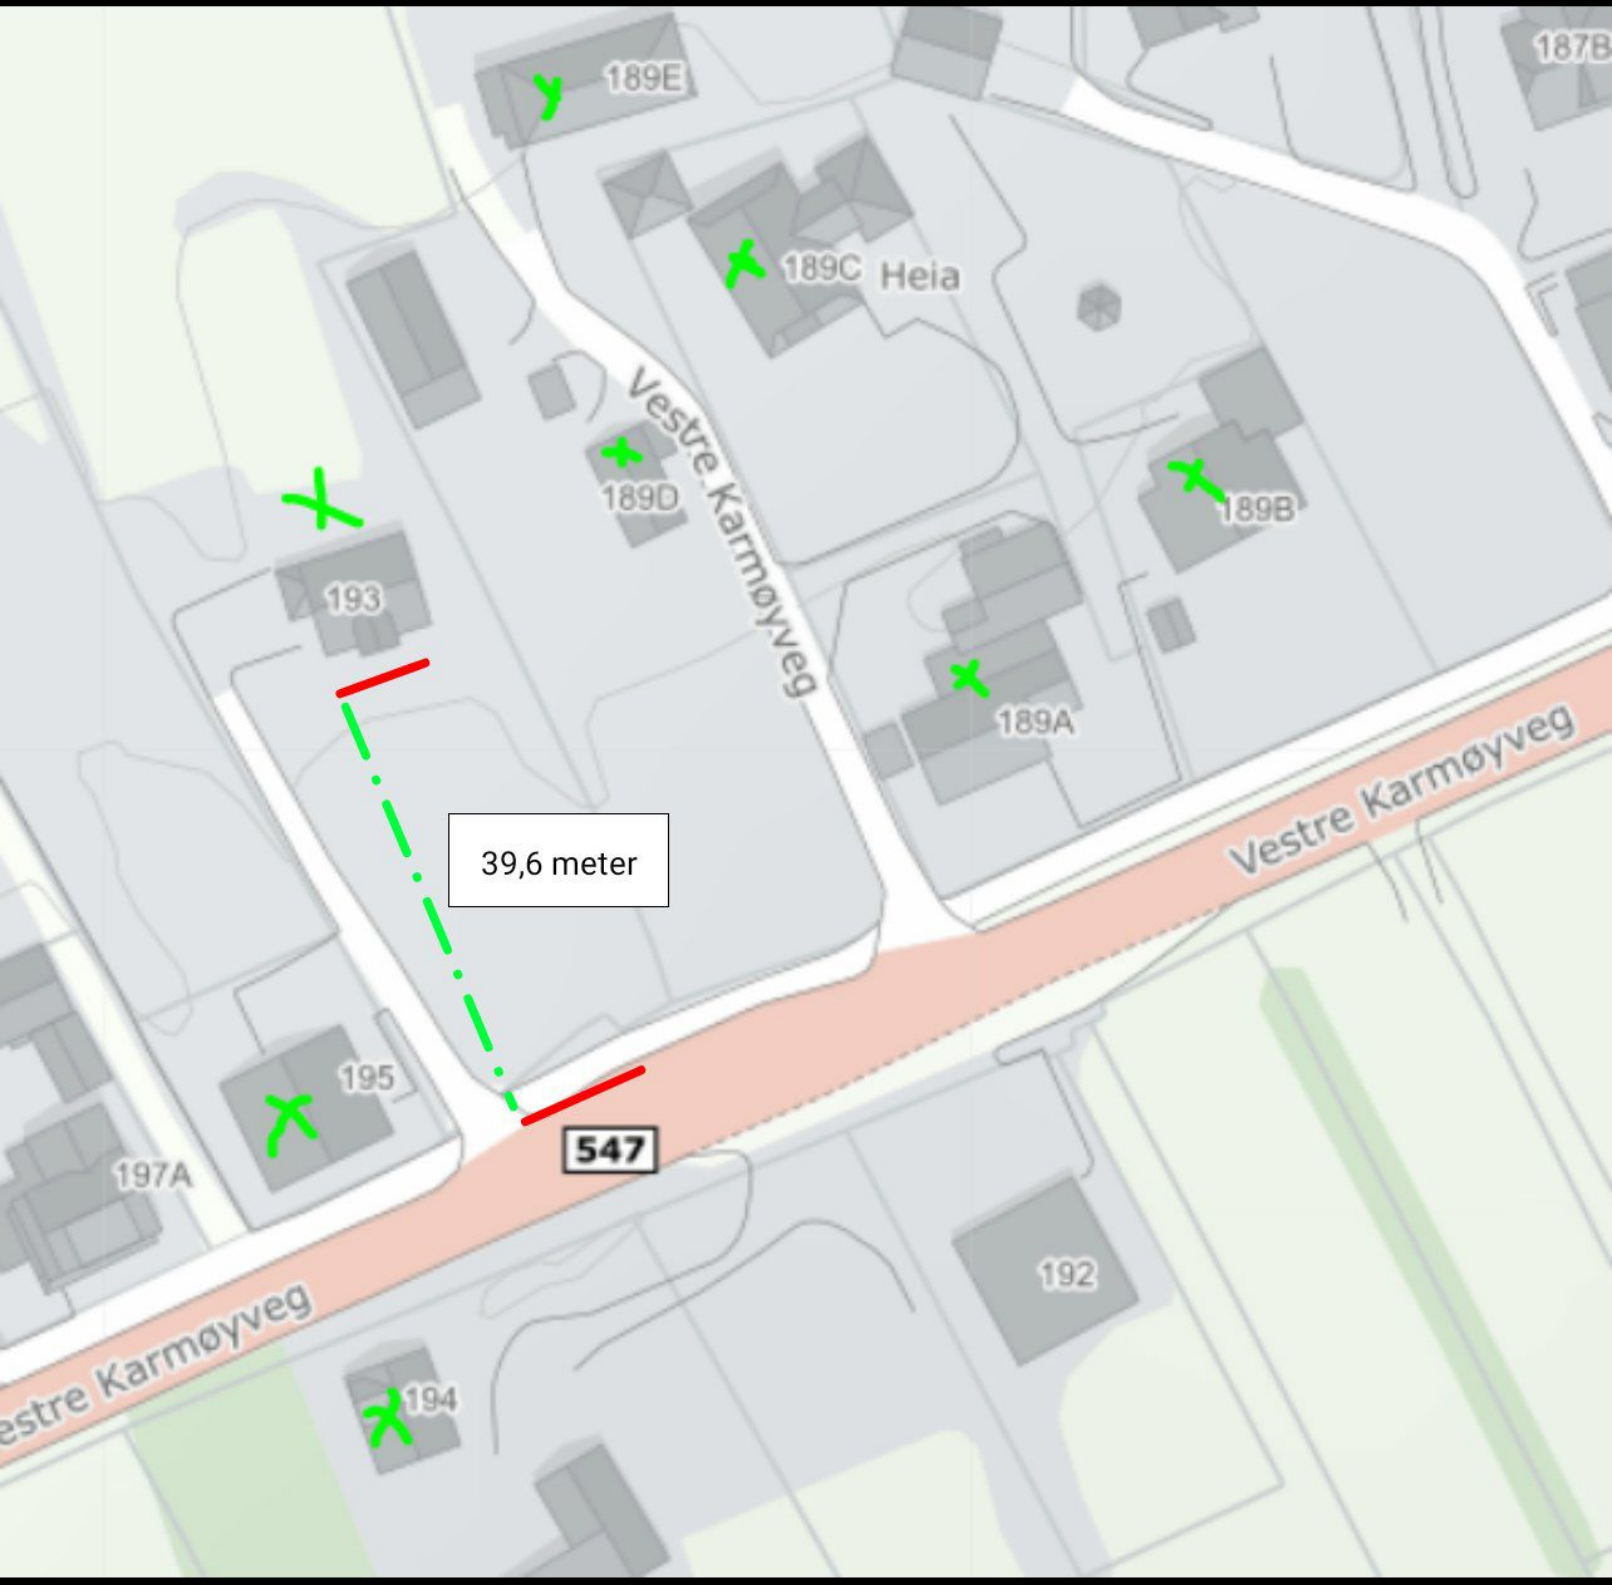 187B
189E
189C Heia
Vestre Karmøyveg
189D
189B
193
189A
Vestre Karmøyveg
39,6 meter
195
547
197A
192
estre Karmøyveg
194